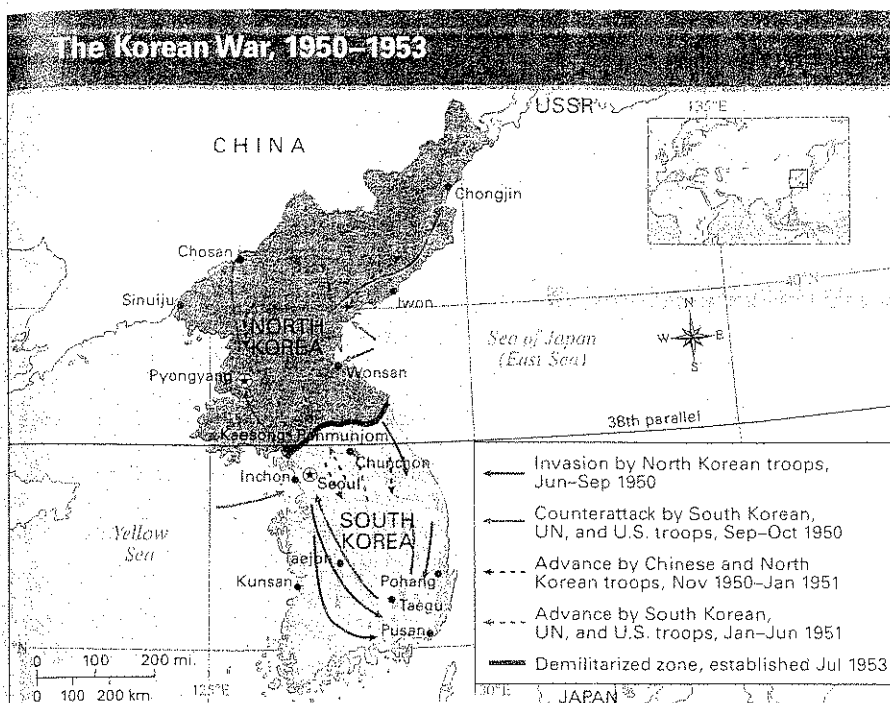 The Korean War, 1950–1953
USSR
135°E
CHINA
Chongjin
Chosan
40°N
Iwon
Sinuiju
NORTH
KOREA
Sea of Japan
(East Sea)
N
W E
S
Pyongyang
Wonsan
38th parallel
Kaesong
Panmunjom
Chunchon
Inchon
Seoul
Yellow
Sea
SOUTH
KOREA
Taejon
Kunsan
Pohang
Taegu
Pusan
Invasion by North Korean troops,
Jun–Sep 1950
Counterattack by South Korean,
UN, and U.S. troops, Sep–Oct 1950
Advance by Chinese and North
Korean troops, Nov 1950–Jan 1951
Advance by South Korean,
UN, and U.S. troops, Jan–Jun 1951
Demilitarized zone, established Jul 1953
N
0 100 200 mi.
0 100 200 km
125°E
130°E
JAPAN